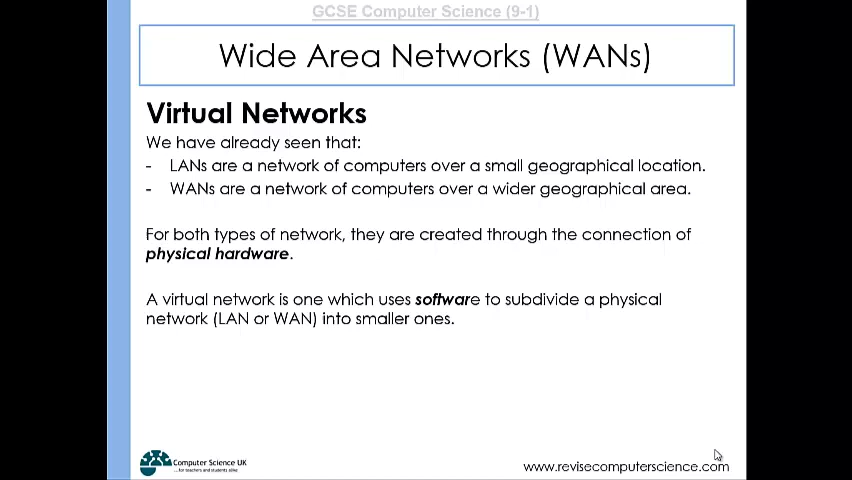 GCSE Computer Science (9-1)
Wide Area Networks (WANs)
Virtual Networks
We have already seen that:
- LANs are a network of computers over a small geographical location.
- WANs are a network of computers over a wider geographical area.
For both types of network, they are created through the connection of
physical hardware.
A virtual network is one which uses software to subdivide a physical
network (LAN or WAN) into smaller ones.
Computer Science UK
...for teachers and students alike
www.revisecomputerscience.com